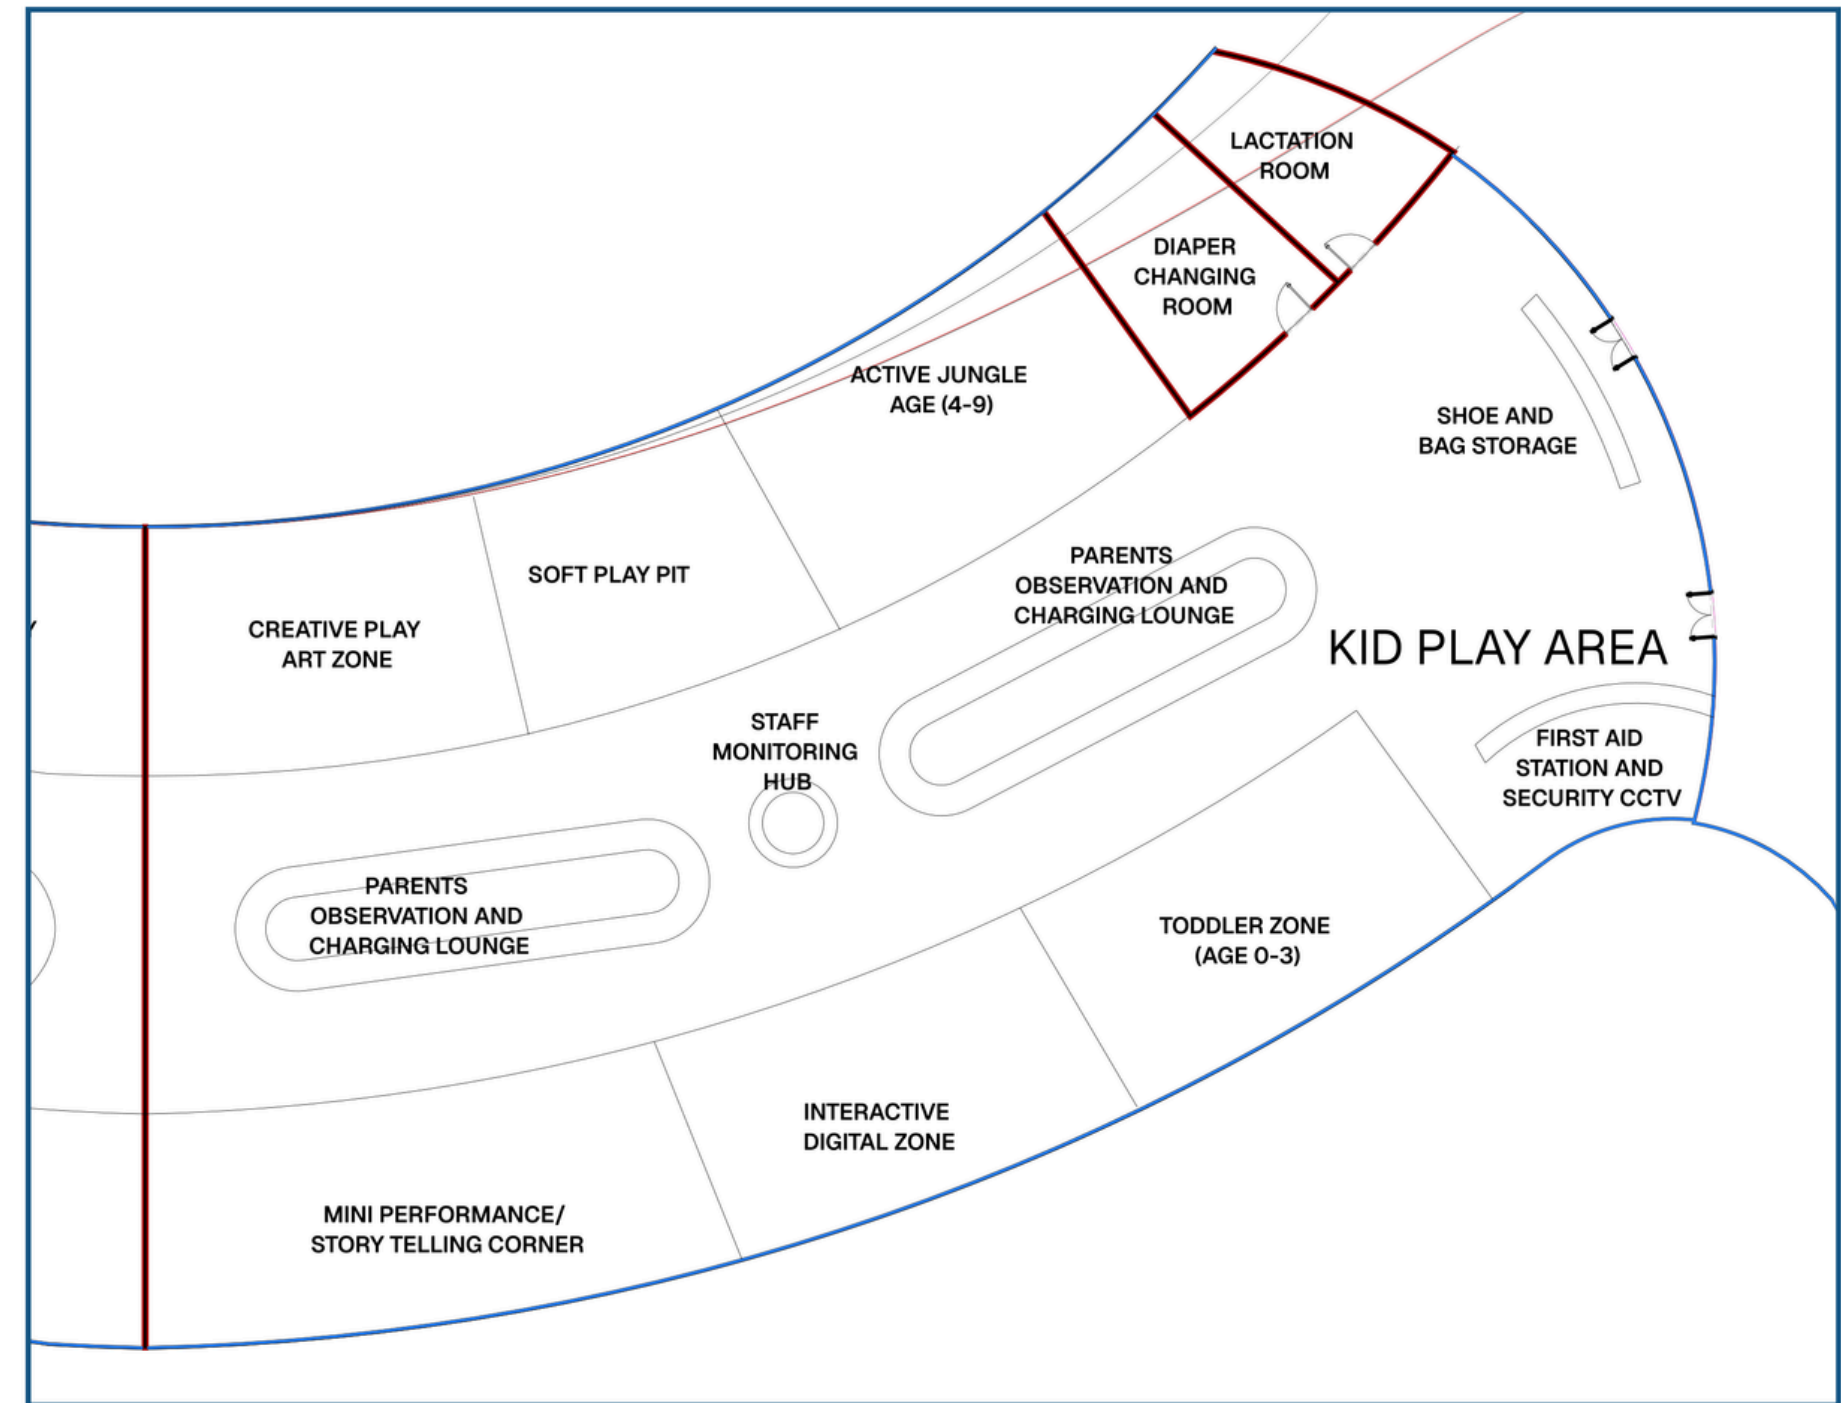 LACTATION
ROOM
DIAPER
CHANGING
ROOM
ACTIVE JUNGLE
AGE (4-9)
SHOE AND
BAG STORAGE
SOFT PLAY PIT
PARENTS
OBSERVATION AND
CHARGING LOUNGE
CREATIVE PLAY
ART ZONE
KID PLAY AREA
STAFF
MONITORING
HUB
FIRST AID
STATION AND
SECURITY CCTV
PARENTS
OBSERVATION AND
CHARGING LOUNGE
TODDLER ZONE
(AGE 0-3)
INTERACTIVE
DIGITAL ZONE
MINI PERFORMANCE/
STORY TELLING CORNER